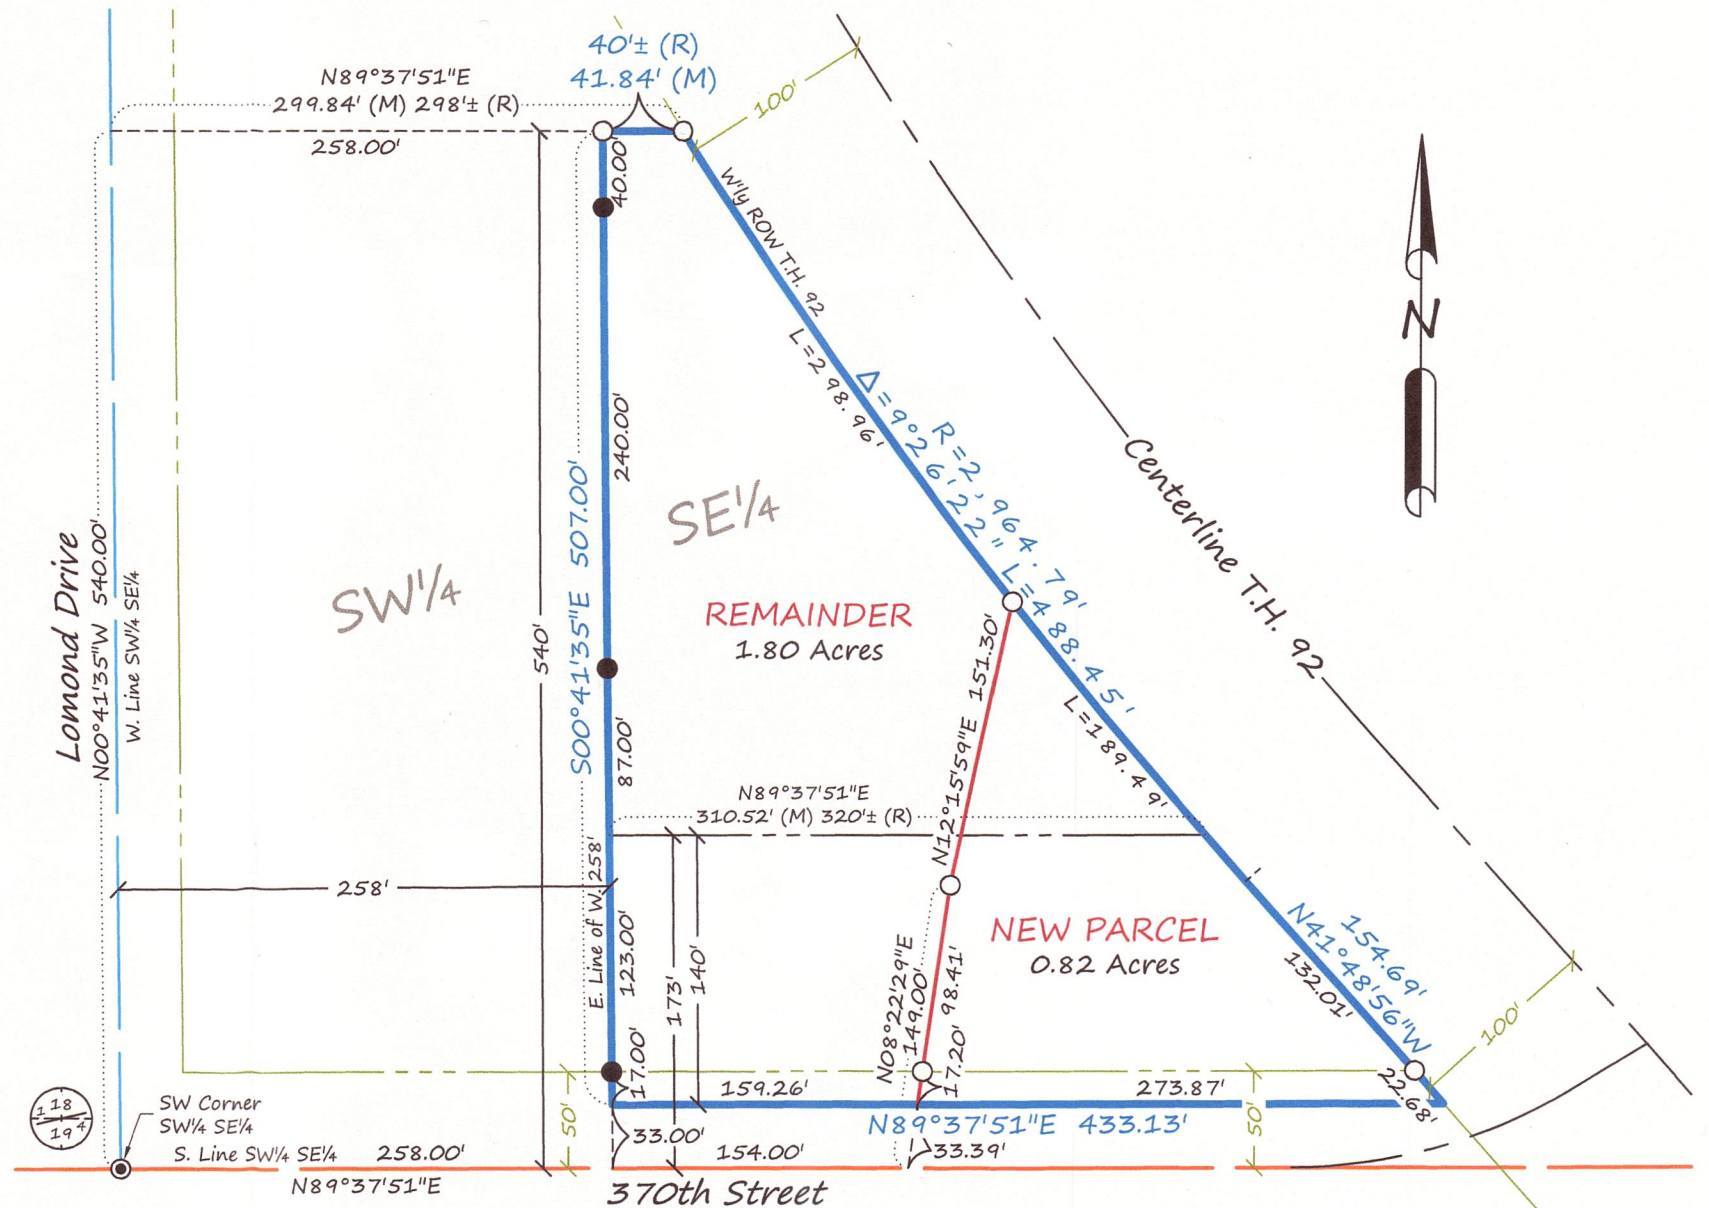 40'± (R)
41.84' (M)
N89°37'51"E
299.84' (M) 298'± (R)
258.00'
100'
40.00'
W'ly ROW T.H. 92
L=298.96'
Δ=9°26'22" L=488.45'
R=2,964.79'
Centerline T.H. 92
N
240.00'
S00°41'35"E 507.00'
540'
SE¼
SW¼
REMAINDER
1.80 Acres
Lomond Drive
N00°41'35"W 540.00'
W. Line SW¼ SE¼
87.00'
N12°15'59"E 151.30'
L=189.49'
N89°37'51"E
310.52' (M) 320'± (R)
258'
E. Line of W. 258'
123.00'
173'
140'
NEW PARCEL
0.82 Acres
N08°22'29"E
149.00'
98.41'
17.20'
154.69'
N41°48'56"W
132.01'
100'
22.68'
17.00'
159.26'
273.87'
N89°37'51"E 433.13'
50'
50'
33.00'
33.39'
154.00'
1 18
19 4
SW Corner
SW¼ SE¼
S. Line SW¼ SE¼
258.00'
N89°37'51"E
370th Street